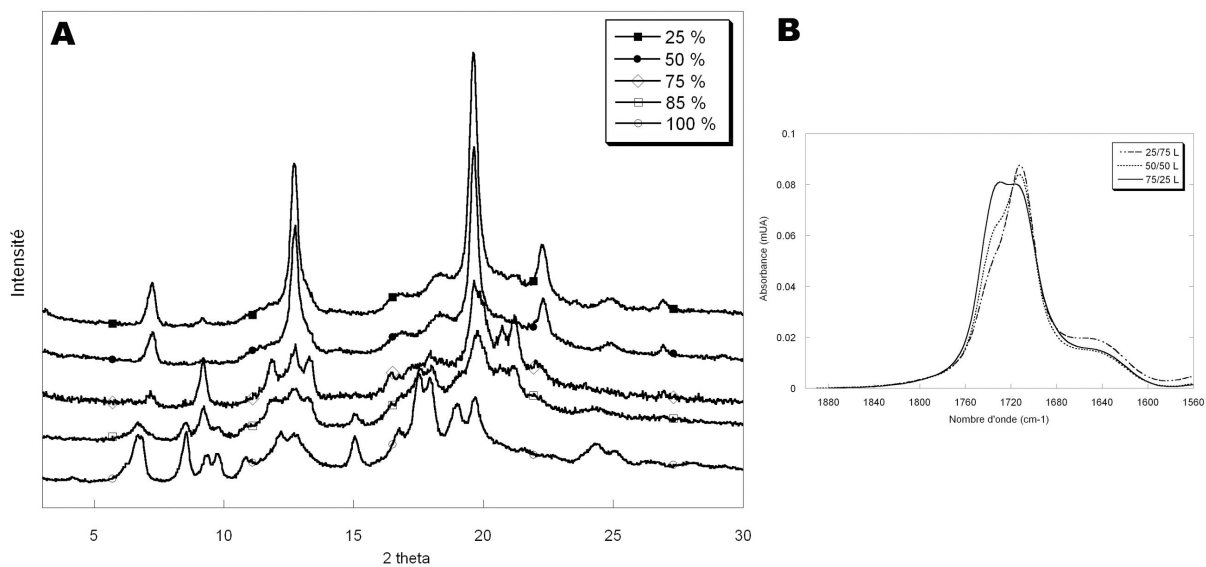 A
25 %
50 %
75 %
85 %
100 %
Intensité
5 10 15 20 25 30
2 theta
B
0.1
0.08
0.06
0.04
0.02
0
25/75 L
50/50 L
75/25 L
Absorbance (mUA)
1880 1840 1800 1760 1720 1680 1640 1600 1560
Nombre d'onde (cm-1)